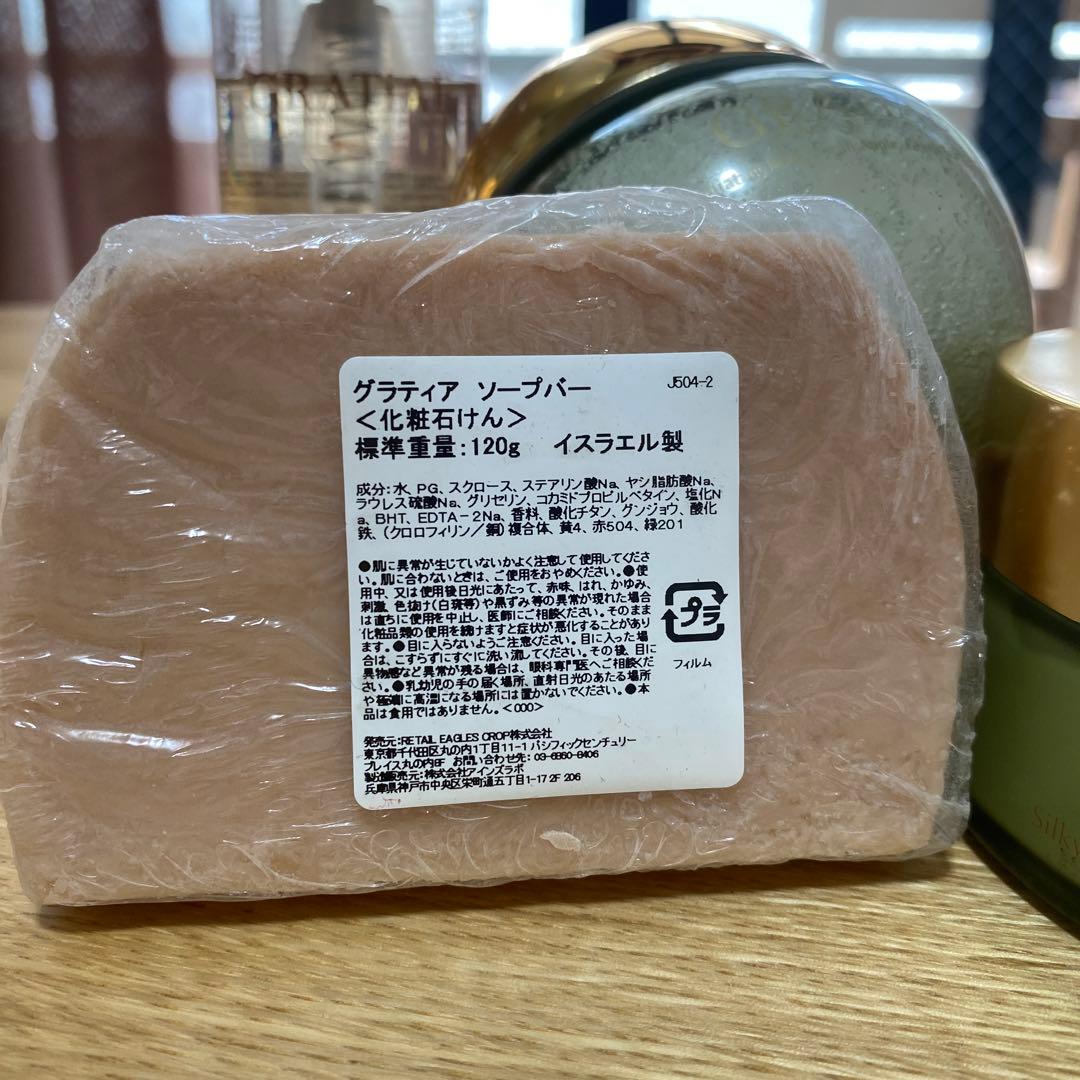 グラティア ソープバー J504-2
<化粧石けん>
標準重量:120g イスラエル製
成分:水、PG、スクロース、ステアリン酸Na、ヤシ脂肪酸Na、
ラウレス硫酸Na、グリセリン、コカミドプロピルベタイン、塩化N
a、BHT、EDTA-2Na、香料、酸化チタン、グンジョウ、酸化
鉄、(クロロフィリン/銅)複合体、黄4、赤504、緑201
●肌に異常が生じていないかよく注意して使用してくださ
い。肌に合わないときは、ご使用をおやめください。●使
用中、又は使用後日光にあたって、赤味、はれ、かゆみ、
刺激、色抜け(白斑等)や黒ずみ等の異常が現れた場合
は直ちに使用を中止し、医師にご相談ください。そのまま
化粧品類の使用を続けますと症状が悪化することがあり
ます。●目に入らないようご注意ください。目に入った場
合は、こすらずにすぐに洗い流してください。その後、目に
異物感など異常が残る場合は、眼科専門医へご相談くだ
さい。●乳幼児の手の届く場所、直射日光のあたる場所
や極端に高温になる場所には置かないでください。●本
品は食用ではありません。<000>
プラ
フィルム
発売元:RETAIL EAGLES CROP株式会社
東京都千代田区丸の内1丁目11-1 パシフィックセンチュリー
プレイス丸の内8F お問い合わせ先:03-6860-8406
製造販売元:株式会社アインズラボ
兵庫県神戸市中央区栄町通五丁目1-17 2F 206
Silky